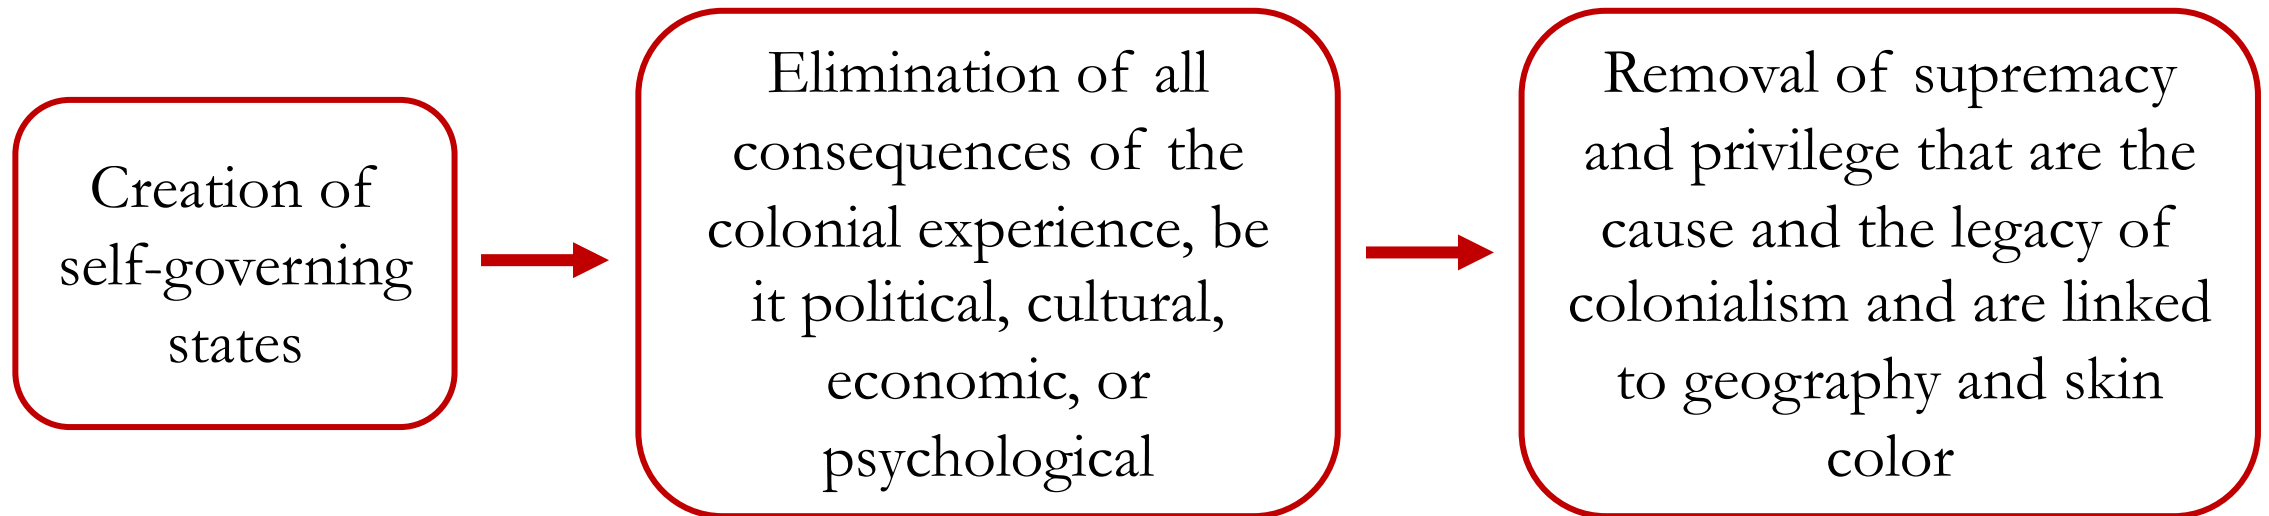 Creation of
self-governing
states
Elimination of all
consequences of the
colonial experience, be
it political, cultural,
economic, or
psychological
Removal of supremacy
and privilege that are the
cause and the legacy of
colonialism and are linked
to geography and skin
color